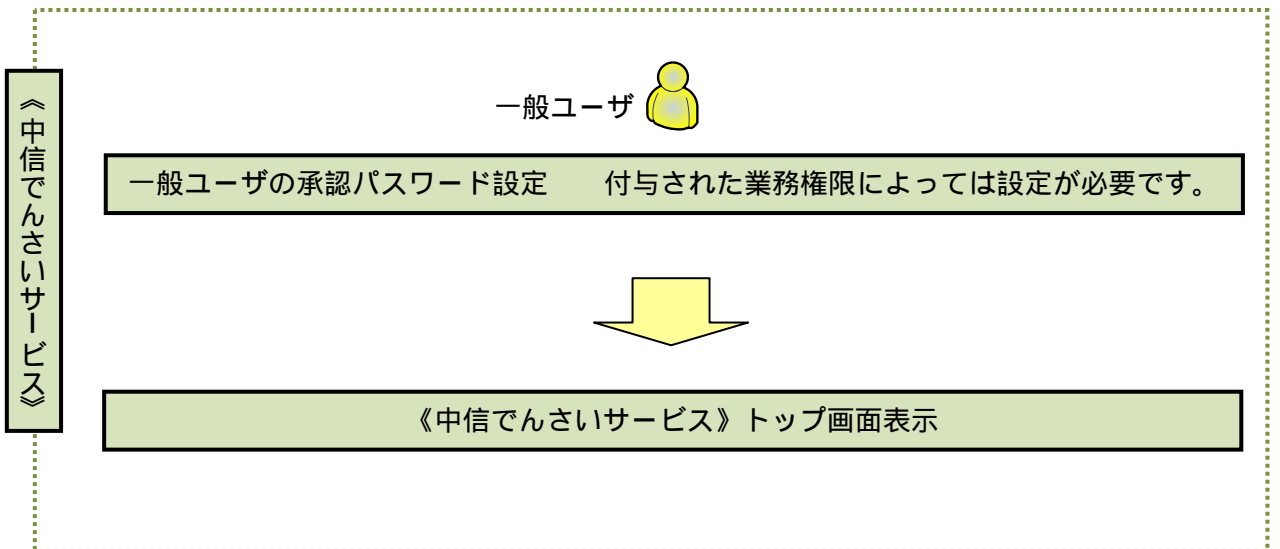 《中信でんさいサービス》
一般ユーザ
一般ユーザの承認パスワード設定　　付与された業務権限によっては設定が必要です。
《中信でんさいサービス》トップ画面表示